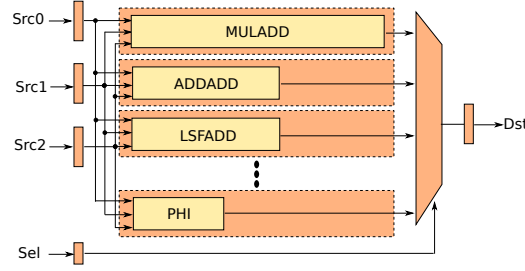 Src0
MULADD
Src1
ADDADD
Src2
LSFADD
Dst
PHI
Sel